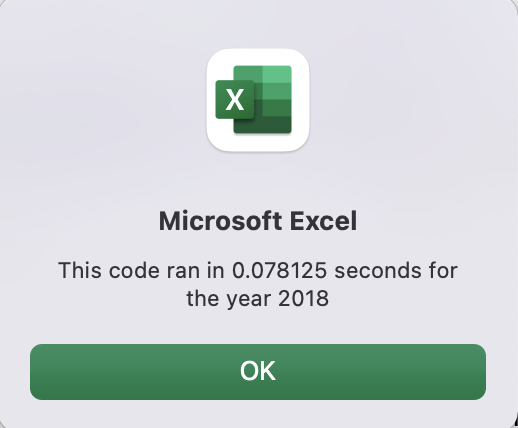 X
Microsoft Excel
This code ran in 0.078125 seconds for
the year 2018
OK